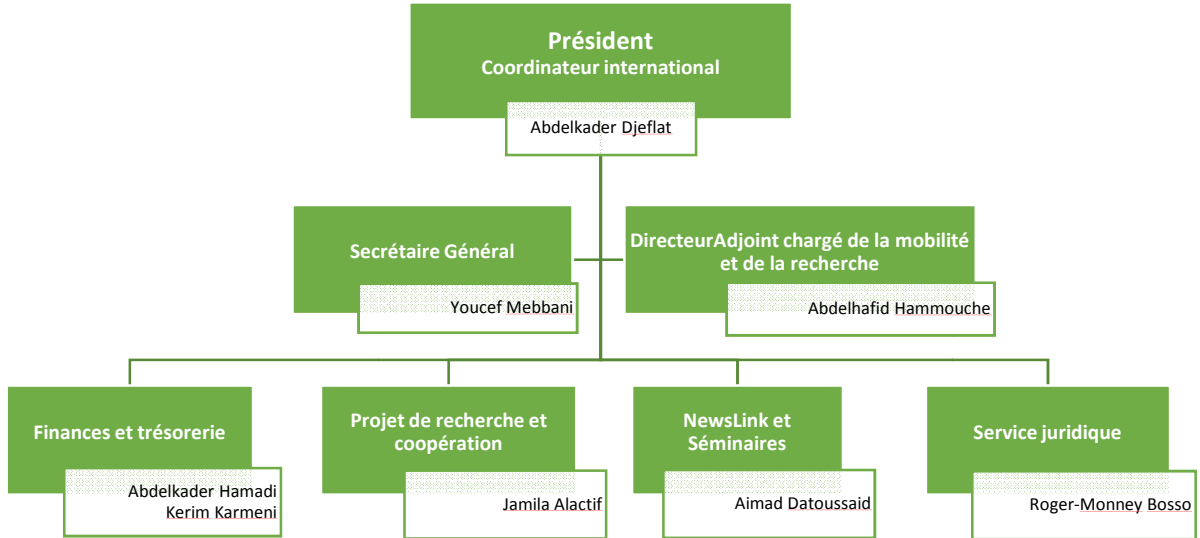 Président
Coordinateur international
Abdelkader Djeflat
Secrétaire Général
Youcef Mebbani
DirecteurAdjoint chargé de la mobilité
et de la recherche
Abdelhafid Hammouche
Finances et trésorerie
Abdelkader Hamadi
Kerim Karmeni
Projet de recherche et
coopération
Jamila Alactif
NewsLink et
Séminaires
Aimad Datoussaid
Service juridique
Roger-Monney Bosso